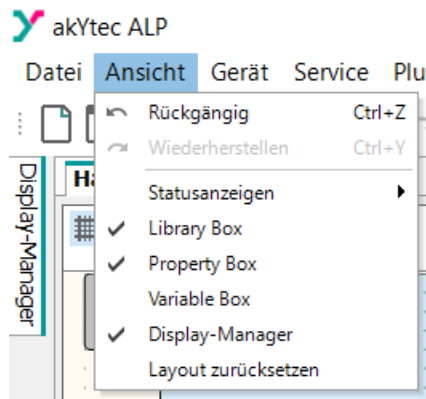 akYtec ALP
Datei Ansicht Gerät Service Plu
Rückgängig Ctrl+Z
Wiederherstellen Ctrl+Y
Statusanzeigen
Library Box
Property Box
Variable Box
Display-Manager
Layout zurücksetzen
Display-Manager